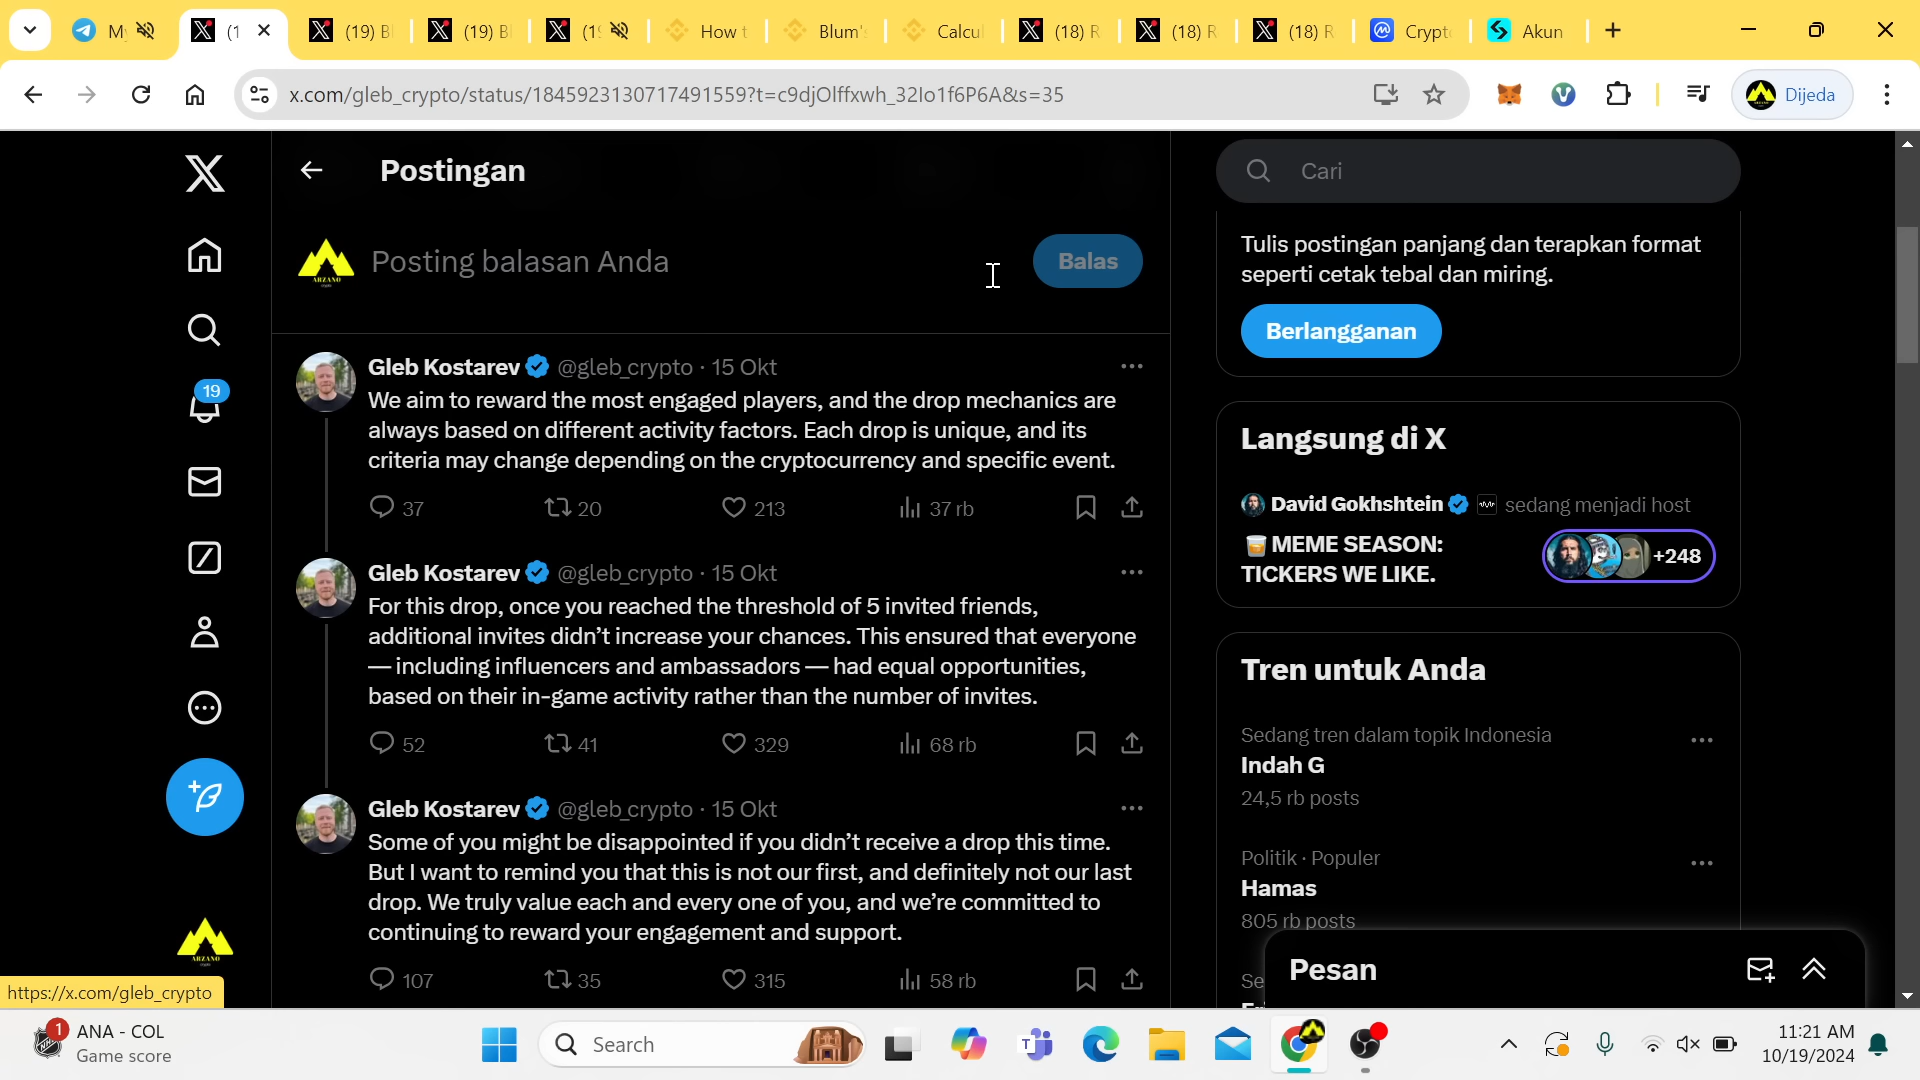 M
(1
(19) B
(19) B
(19
How t
Blum'
Calcul
(18) R
(18) R
(18) R
Crypt
Akun
x.com/gleb_crypto/status/1845923130717491559?t=c9djOlffxwh_32Io1f6P6A&s=35
Dijeda
Postingan
Cari
ARZANO
Posting balasan Anda
Balas
Tulis postingan panjang dan terapkan format
seperti cetak tebal dan miring.
Berlangganan
19
Gleb Kostarev @gleb_crypto · 15 Okt
We aim to reward the most engaged players, and the drop mechanics are
always based on different activity factors. Each drop is unique, and its
criteria may change depending on the cryptocurrency and specific event.
37 20 213 37 rb
Langsung di X
David Gokhshtein sedang menjadi host
MEME SEASON:
TICKERS WE LIKE.
+248
Gleb Kostarev @gleb_crypto · 15 Okt
For this drop, once you reached the threshold of 5 invited friends,
additional invites didn’t increase your chances. This ensured that everyone
— including influencers and ambassadors — had equal opportunities,
based on their in-game activity rather than the number of invites.
52 41 329 68 rb
Tren untuk Anda
Sedang tren dalam topik Indonesia
Indah G
24,5 rb posts
Politik · Populer
Hamas
805 rb posts
Se
Gleb Kostarev @gleb_crypto · 15 Okt
Some of you might be disappointed if you didn’t receive a drop this time.
But I want to remind you that this is not our first, and definitely not our last
drop. We truly value each and every one of you, and we’re committed to
continuing to reward your engagement and support.
107 35 315 58 rb
Pesan
ARZANO
https://x.com/gleb_crypto
1
ANA - COL
Game score
Search
11:21 AM
10/19/2024